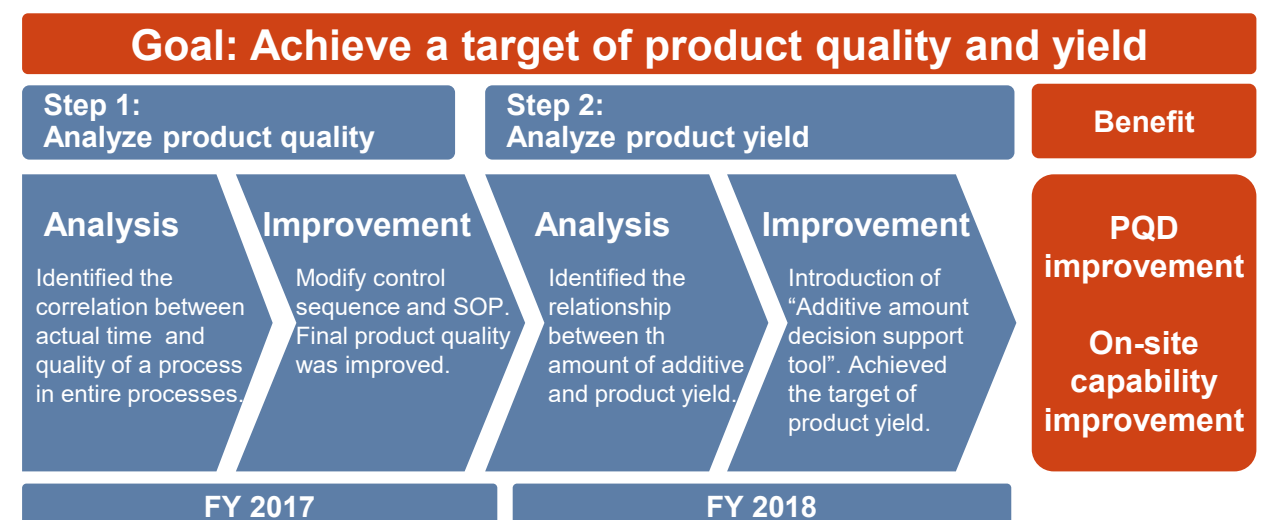 Goal: Achieve a target of product quality and yield
Step 1:
Analyze product quality
Step 2:
Analyze product yield
Benefit
Analysis
Identified the
correlation between
actual time  and
quality of a process
in entire processes.
Improvement
Modify control
sequence and SOP.
Final product quality
was improved.
Analysis
Identified the
relationship
between th
amount of additive
and product yield.
Improvement
Introduction of
“Additive amount
decision support
tool”. Achieved
the target of
product yield.
PQD
improvement
On-site
capability
improvement
FY 2017
FY 2018